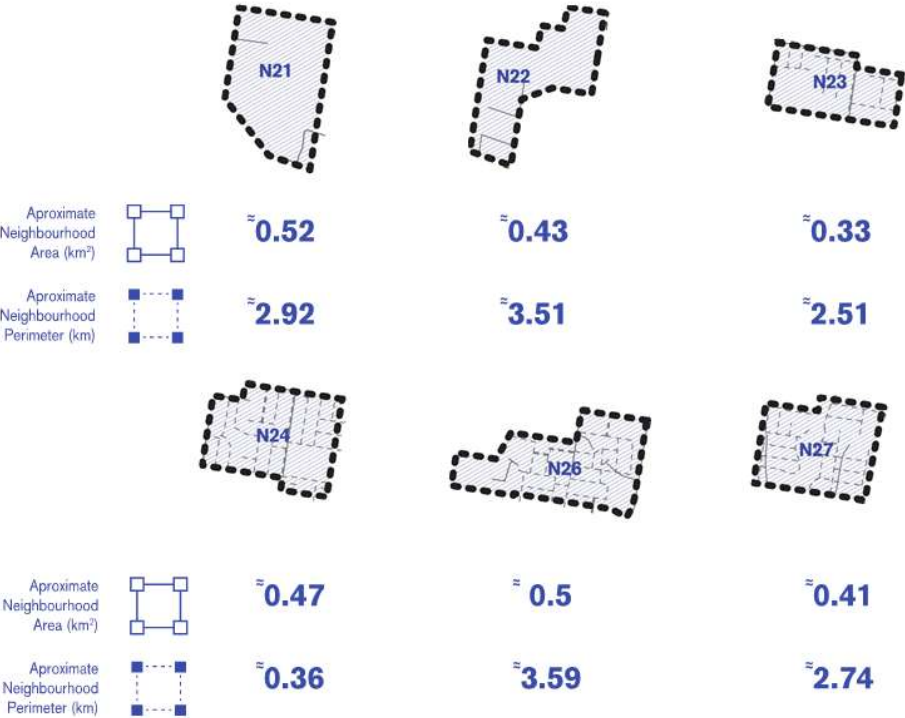 N21
N22
N23
Aproximate
Neighbourhood
Area (km²)
≈0.52
≈0.43
≈0.33
Aproximate
Neighbourhood
Perimeter (km)
≈2.92
≈3.51
≈2.51
N24
N26
N27
Aproximate
Neighbourhood
Area (km²)
≈0.47
≈0.5
≈0.41
Aproximate
Neighbourhood
Perimeter (km)
≈0.36
≈3.59
≈2.74